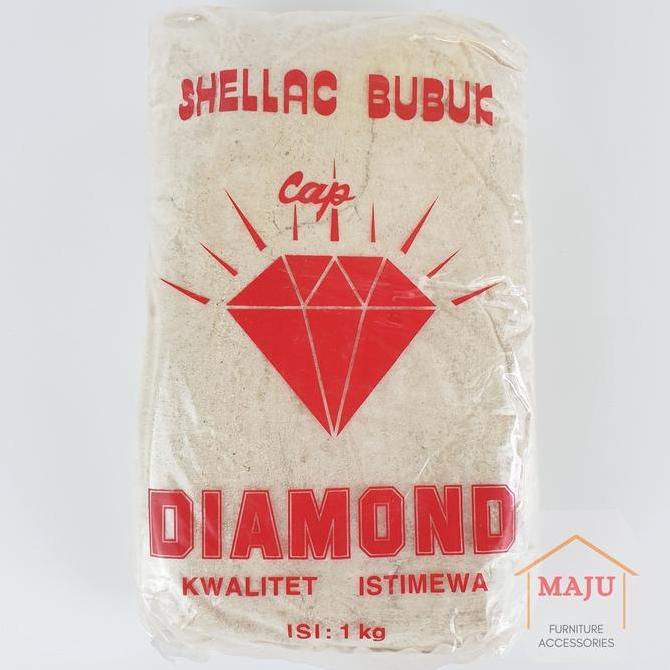 SHELLAC BUBUK
Cap
DIAMOND
KWALITET ISTIMEWA
ISI : 1 kg
MAJU
FURNITURE
ACCESSORIES